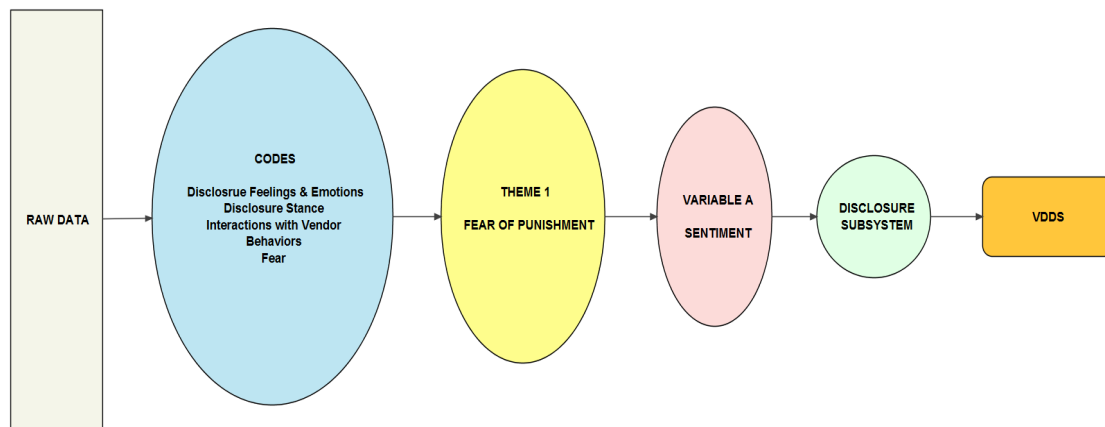 RAW DATA
CODES
Disclosrue Feelings & Emotions
Disclosure Stance
Interactions with Vendor
Behaviors
Fear
THEME 1
FEAR OF PUNISHMENT
VARIABLE A
SENTIMENT
DISCLOSURE
SUBSYSTEM
VDDS